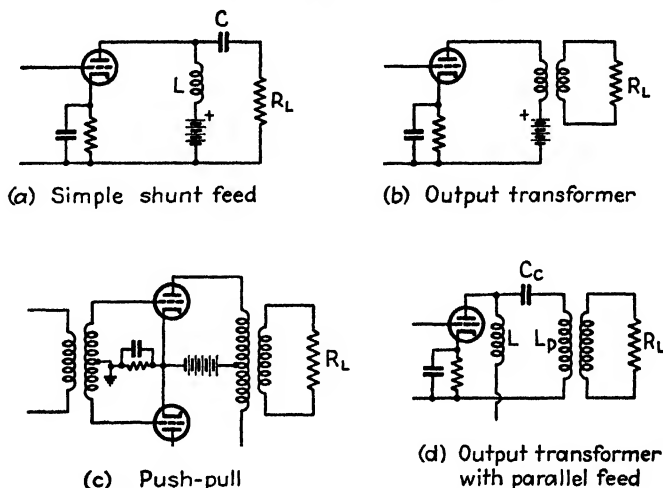 C
L
+
R_L
(a) Simple shunt feed
+
R_L
(b) Output transformer
R_L
(c) Push-pull
C_c
L
L_p
R_L
(d) Output transformer
with parallel feed